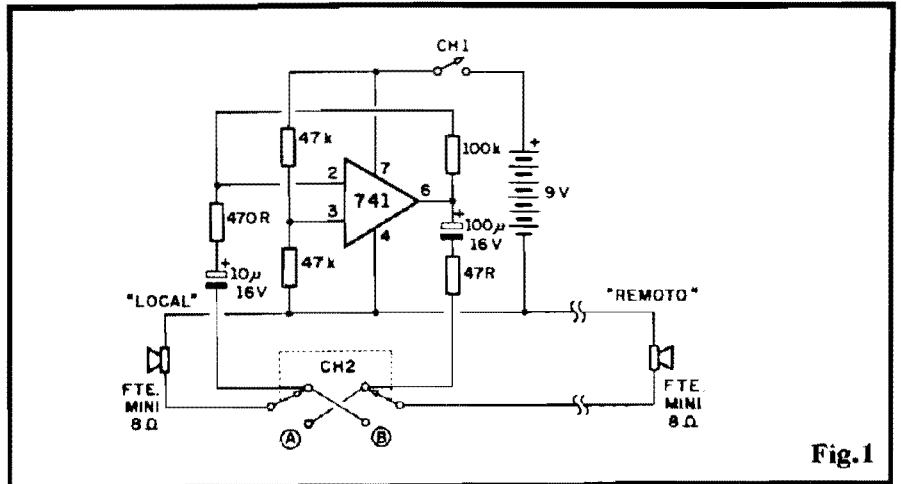 CH1
47k
100k
+
2
7
741
6
9V
3
4
470R
+
100µ
16V
+
10µ
16V
47k
47R
"LOCAL"
"REMOTO"
CH2
FTE.
MINI
8Ω
FTE.
MINI
8Ω
A
B
Fig.1